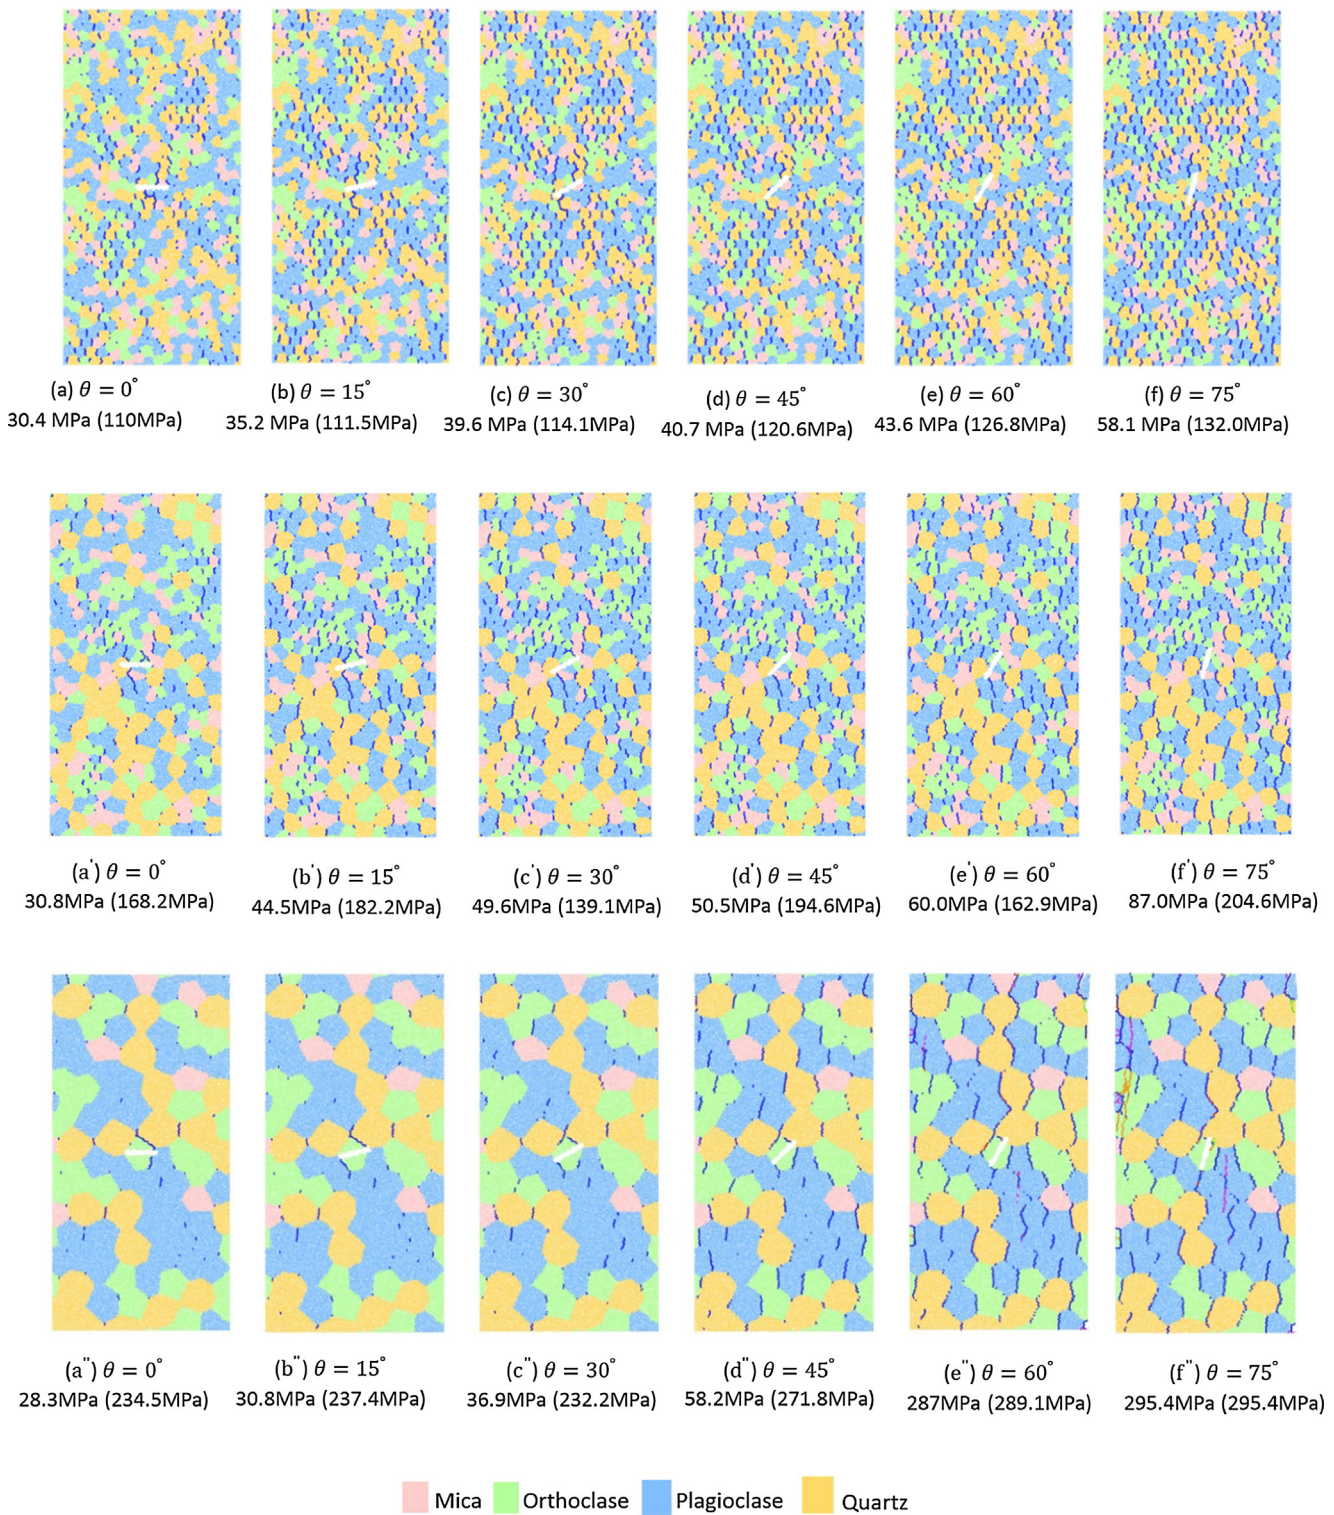 (a) θ = 0° (b) θ = 15° (c) θ = 30° (d) θ = 45° (e) θ = 60° (f) θ = 75°
30.4 MPa (110MPa) 35.2 MPa (111.5MPa) 39.6 MPa (114.1MPa) 40.7 MPa (120.6MPa) 43.6 MPa (126.8MPa) 58.1 MPa (132.0MPa)
(a') θ = 0° (b') θ = 15° (c') θ = 30° (d') θ = 45° (e') θ = 60° (f') θ = 75°
30.8MPa (168.2MPa) 44.5MPa (182.2MPa) 49.6MPa (139.1MPa) 50.5MPa (194.6MPa) 60.0MPa (162.9MPa) 87.0MPa (204.6MPa)
(a") θ = 0° (b") θ = 15° (c") θ = 30° (d") θ = 45° (e") θ = 60° (f") θ = 75°
28.3MPa (234.5MPa) 30.8MPa (237.4MPa) 36.9MPa (232.2MPa) 58.2MPa (271.8MPa) 287MPa (289.1MPa) 295.4MPa (295.4MPa)
Mica Orthoclase Plagioclase Quartz